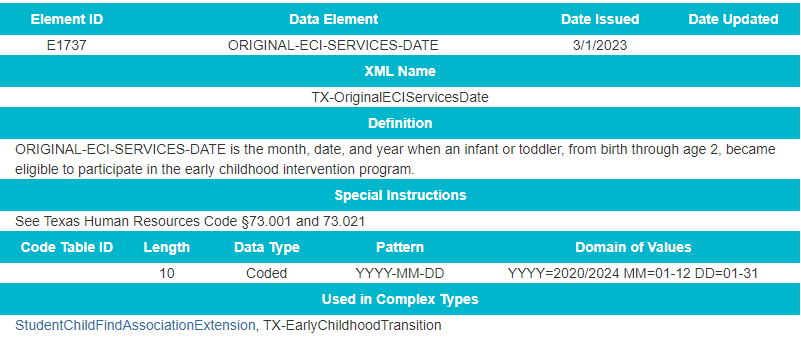 Element ID Data Element Date Issued Date Updated
E1737 ORIGINAL-ECI-SERVICES-DATE 3/1/2023
XML Name
TX-OriginalECIServicesDate
Definition
ORIGINAL-ECI-SERVICES-DATE is the month, date, and year when an infant or toddler, from birth through age 2, became
eligible to participate in the early childhood intervention program.
Special Instructions
See Texas Human Resources Code §73.001 and 73.021
Code Table ID Length Data Type Pattern Domain of Values
10 Coded YYYY-MM-DD YYYY=2020/2024 MM=01-12 DD=01-31
Used in Complex Types
StudentChildFindAssociationExtension, TX-EarlyChildhoodTransition